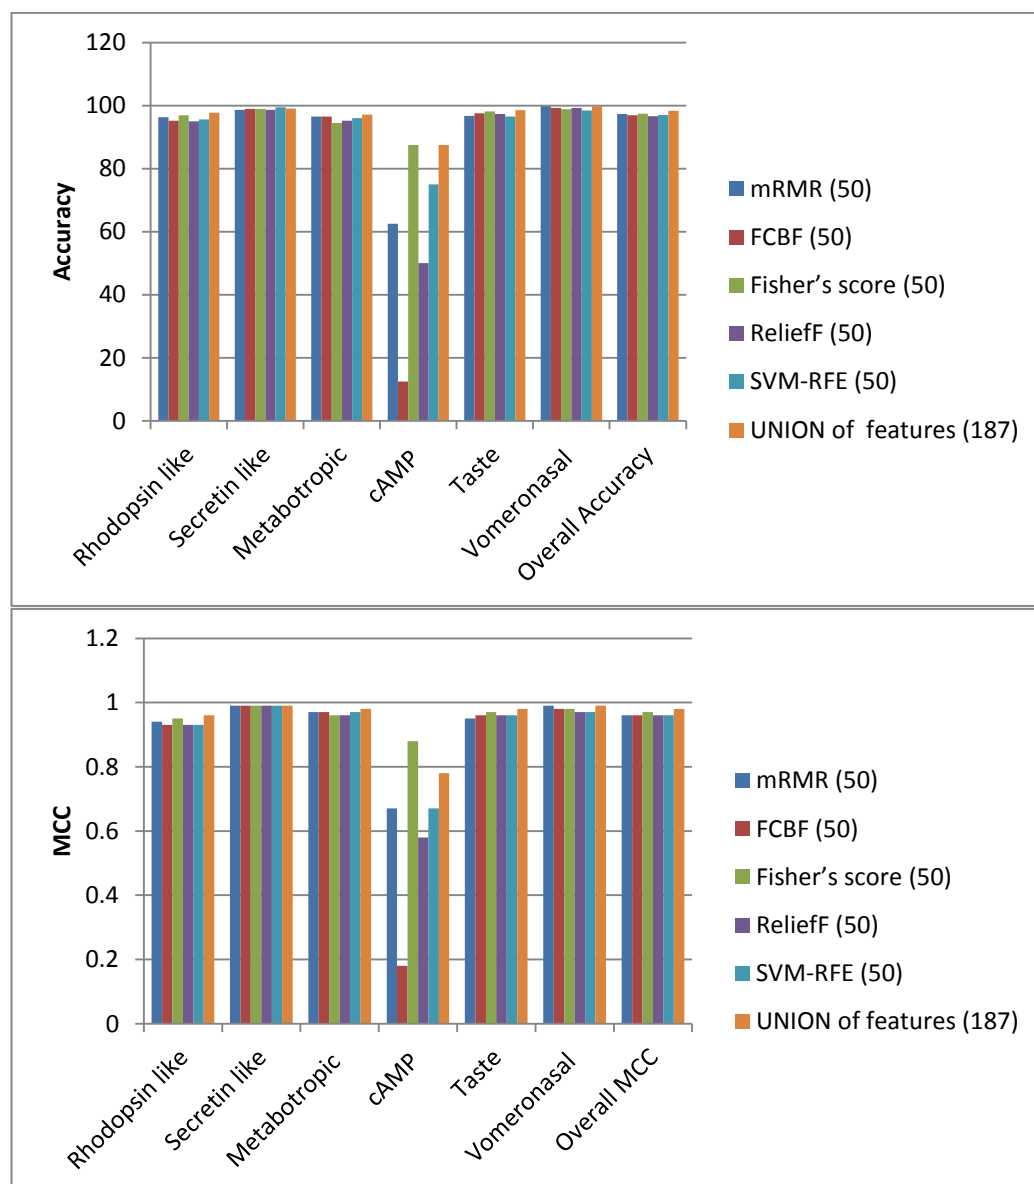 120
100
80
60
40
20
0
Accuracy
Rhodopsin like
Secretin like
Metabotropic
cAMP
Taste
Vomeronasal
Overall Accuracy
mRMR (50)
FCBF (50)
Fisher’s score (50)
ReliefF (50)
SVM-RFE (50)
UNION of features (187)
1.2
1
0.8
0.6
0.4
0.2
0
MCC
Rhodopsin like
Secretin like
Metabotropic
cAMP
Taste
Vomeronasal
Overall MCC
mRMR (50)
FCBF (50)
Fisher’s score (50)
ReliefF (50)
SVM-RFE (50)
UNION of features (187)